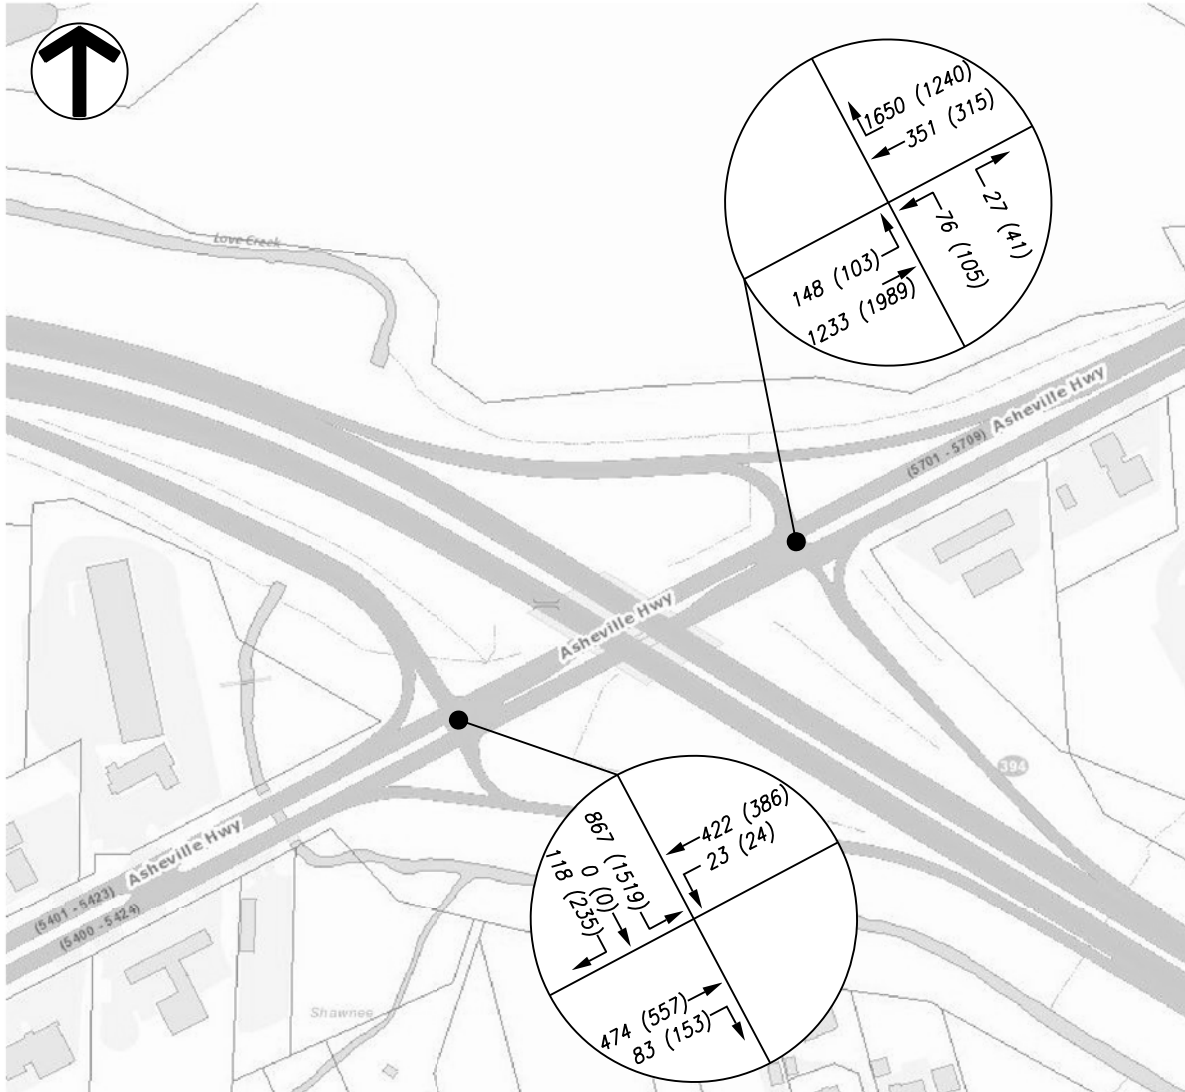 1650 (1240)
351 (315)
27 (41)
76 (105)
148 (103)
1233 (1989)
Love Creek
Asheville Hwy
(5701 - 5709)
Asheville Hwy
394
Asheville Hwy
(5401 - 5423)
(5400 - 5424)
867 (1519)
0 (0)
118 (235)
422 (386)
23 (24)
474 (557)
83 (153)
Shawnee